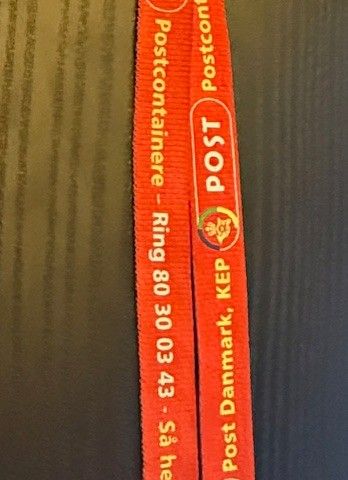 Postcontainere – Ring 80 30 03 43 - Så he
Post Danmark, KEP POST Postcont